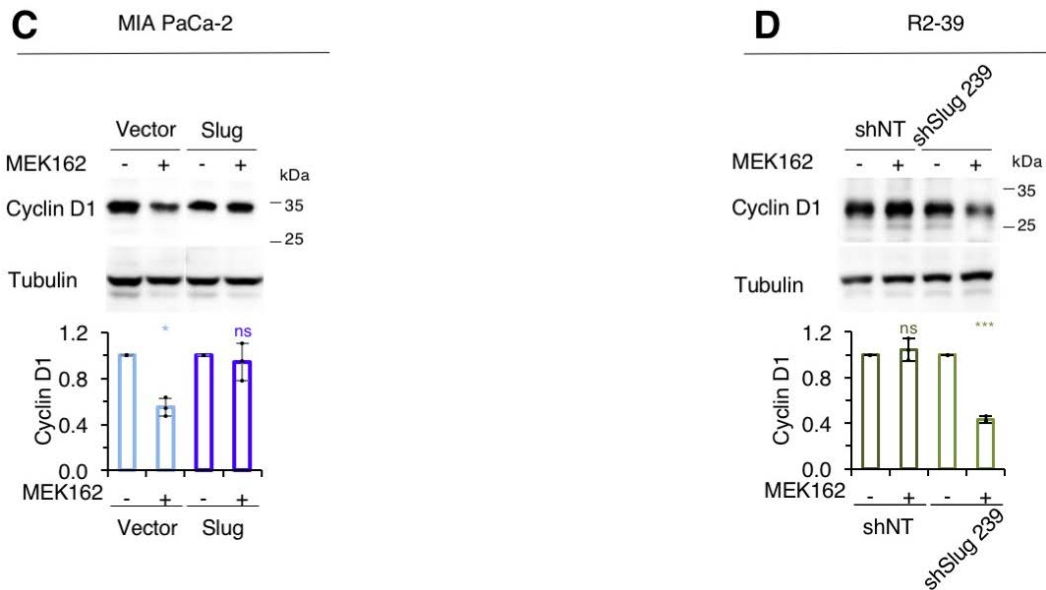 C
MIA PaCa-2
Vector Slug
MEK162 - + - +
kDa
Cyclin D1
35
25
Tubulin
* ns
1.2
0.8
0.4
0.0
Cyclin D1
MEK162 - + - +
Vector Slug
D
R2-39
shNT shSlug 239
MEK162 - + - +
kDa
Cyclin D1
35
25
Tubulin
ns ***
1.2
0.8
0.4
0.0
Cyclin D1
MEK162 - + - +
shNT shSlug 239